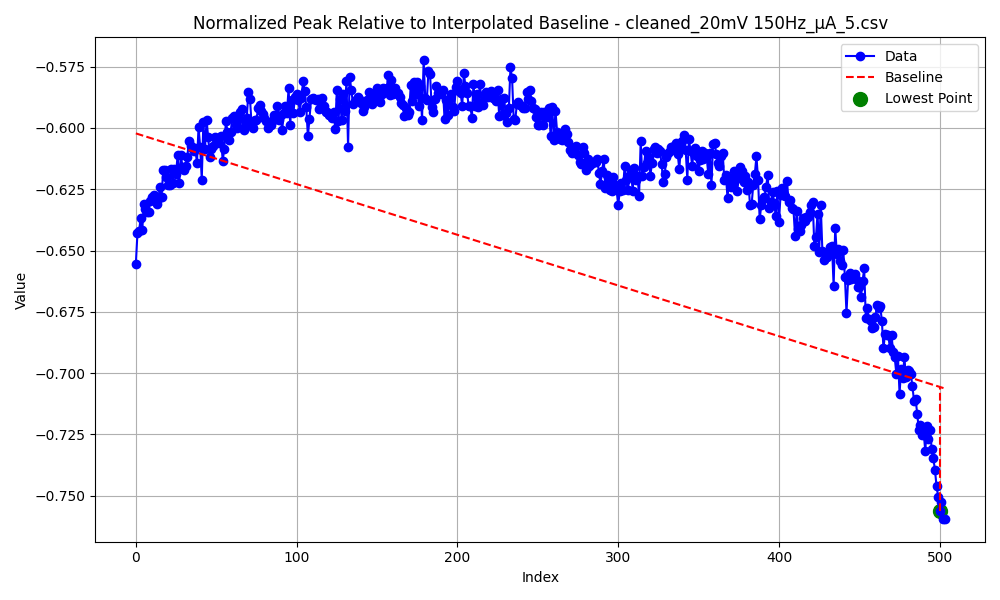 Normalized Peak Relative to Interpolated Baseline - cleaned_20mV 150Hz_μA_5.csv
Data
Baseline
Lowest Point
Value
−0.575
−0.600
−0.625
−0.650
−0.675
−0.700
−0.725
−0.750
0 100 200 300 400 500
Index